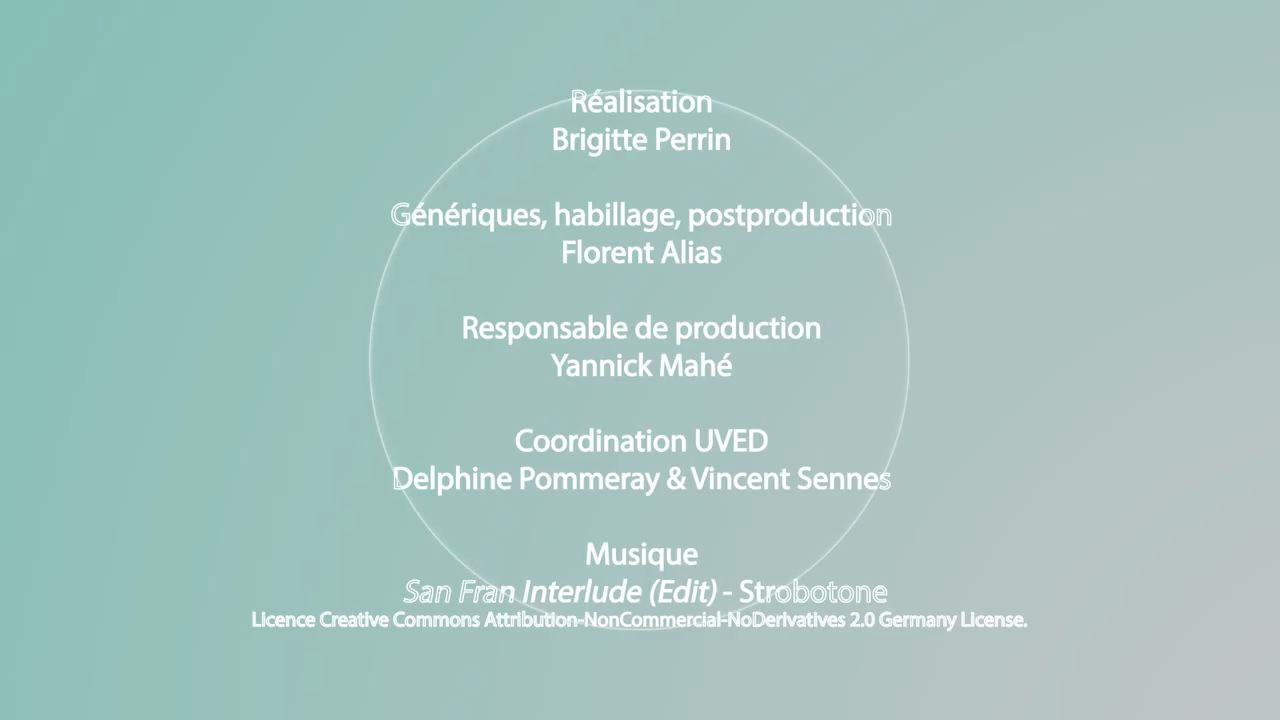 Réalisation
Brigitte Perrin
Génériques, habillage, postproduction
Florent Alias
Responsable de production
Yannick Mahé
Coordination UVED
Delphine Pommeray & Vincent Sennes
Musique
San Fran Interlude (Edit) - Strobotone
Licence Creative Commons Attribution-NonCommercial-NoDerivatives 2.0 Germany License.